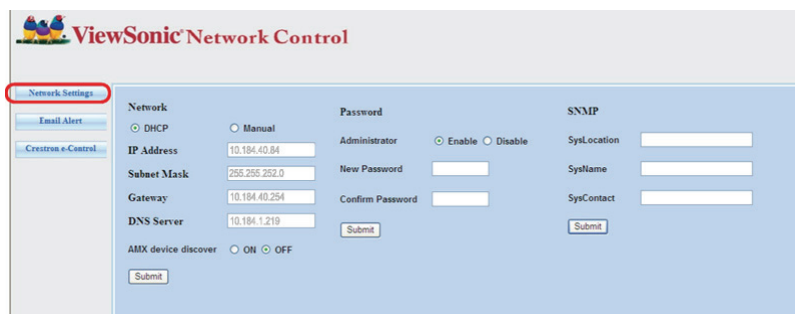 ViewSonic® Network Control
Network Settings
Email Alert
Crestron e-Control
Network
DHCP Manual
IP Address 10.184.40.84
Subnet Mask 255.255.252.0
Gateway 10.184.40.254
DNS Server 10.184.1.219
AMX device discover ON OFF
Submit
Password
Administrator Enable Disable
New Password
Confirm Password
Submit
SNMP
SysLocation
SysName
SysContact
Submit